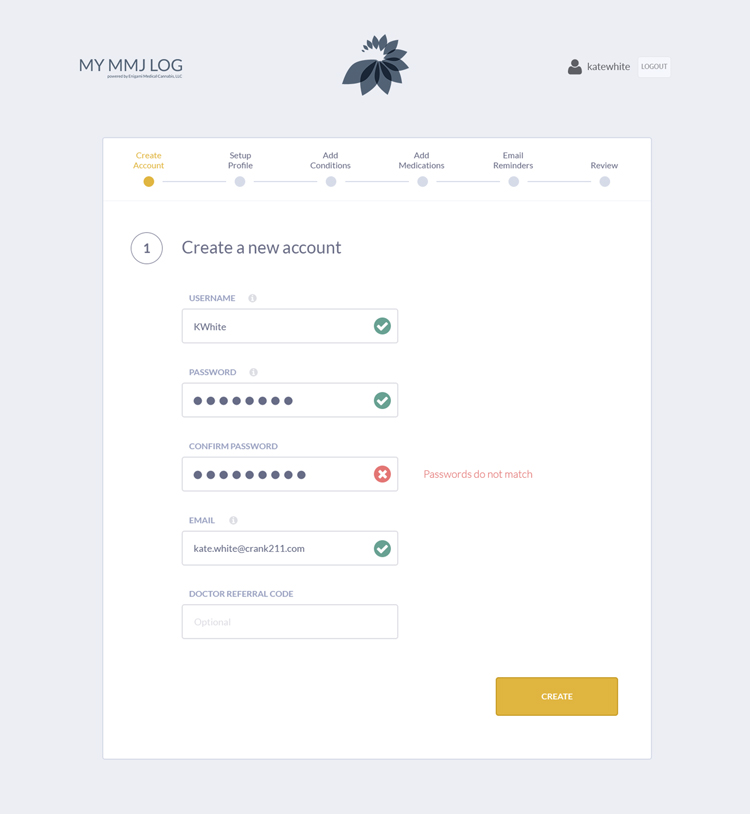 MY MMJ LOG
powered by Enjganó Medical Cannabis, LLC
katewhite
LOGOUT
Create
Account
Setup
Profile
Add
Conditions
Add
Medications
Email
Reminders
Review
1
Create a new account
USERNAME
KWhite
PASSWORD
CONFIRM PASSWORD
Passwords do not match
EMAIL
kate.white@crank211.com
DOCTOR REFERRAL CODE
Optional
CREATE